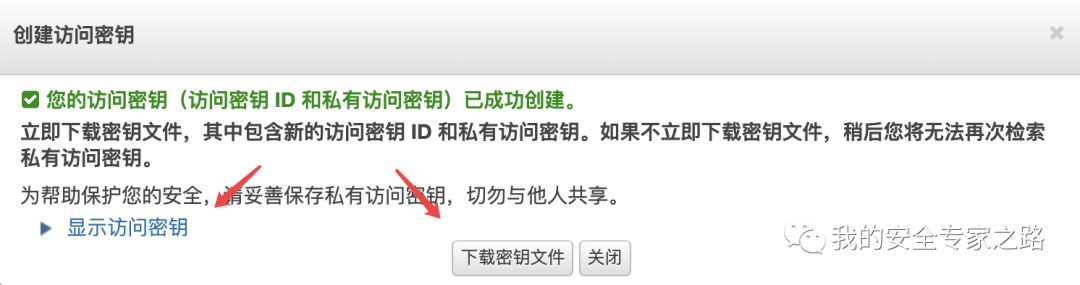 创建访问密钥
×
您的访问密钥（访问密钥 ID 和私有访问密钥）已成功创建。
立即下载密钥文件，其中包含新的访问密钥 ID 和私有访问密钥。如果不立即下载密钥文件，稍后您将无法再次检索
私有访问密钥。
为帮助保护您的安全，请妥善保存私有访问密钥，切勿与他人共享。
显示访问密钥
我的安全专家之路
下载密钥文件 关闭